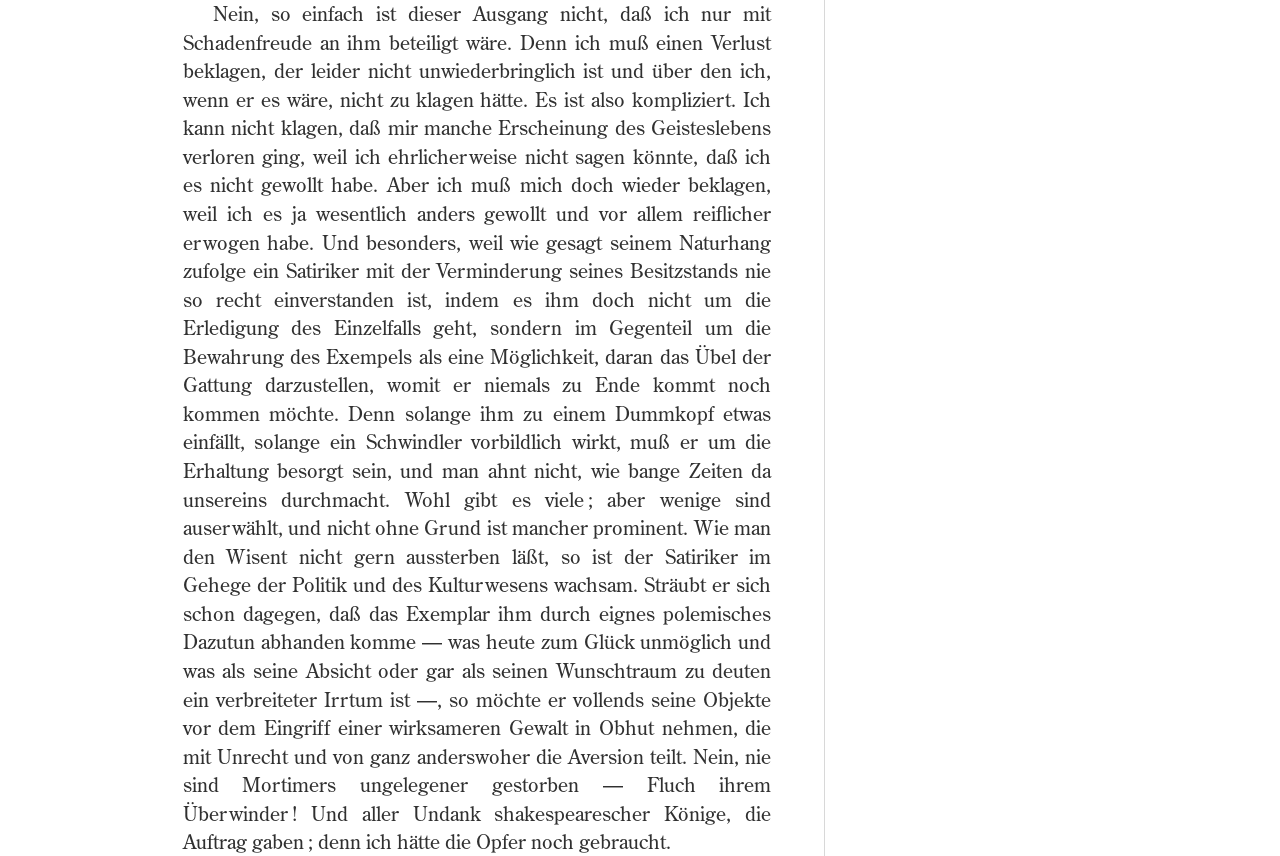 Nein, so einfach ist dieser Ausgang nicht, daß ich nur mit
Schadenfreude an ihm beteiligt wäre. Denn ich muß einen Verlust
beklagen, der leider nicht unwiederbringlich ist und über den ich,
wenn er es wäre, nicht zu klagen hätte. Es ist also kompliziert. Ich
kann nicht klagen, daß mir manche Erscheinung des Geisteslebens
verloren ging, weil ich ehrlicherweise nicht sagen könnte, daß ich
es nicht gewollt habe. Aber ich muß mich doch wieder beklagen,
weil ich es ja wesentlich anders gewollt und vor allem reiflicher
erwogen habe. Und besonders, weil wie gesagt seinem Naturhang
zufolge ein Satiriker mit der Verminderung seines Besitzstands nie
so recht einverstanden ist, indem es ihm doch nicht um die
Erledigung des Einzelfalls geht, sondern im Gegenteil um die
Bewahrung des Exempels als eine Möglichkeit, daran das Übel der
Gattung darzustellen, womit er niemals zu Ende kommt noch
kommen möchte. Denn solange ihm zu einem Dummkopf etwas
einfällt, solange ein Schwindler vorbildlich wirkt, muß er um die
Erhaltung besorgt sein, und man ahnt nicht, wie bange Zeiten da
unsereins durchmacht. Wohl gibt es viele ; aber wenige sind
auserwählt, und nicht ohne Grund ist mancher prominent. Wie man
den Wisent nicht gern aussterben läßt, so ist der Satiriker im
Gehege der Politik und des Kulturwesens wachsam. Sträubt er sich
schon dagegen, daß das Exemplar ihm durch eignes polemisches
Dazutun abhanden komme — was heute zum Glück unmöglich und
was als seine Absicht oder gar als seinen Wunschtraum zu deuten
ein verbreiteter Irrtum ist —, so möchte er vollends seine Objekte
vor dem Eingriff einer wirksameren Gewalt in Obhut nehmen, die
mit Unrecht und von ganz anderswoher die Aversion teilt. Nein, nie
sind Mortimers ungelegener gestorben — Fluch ihrem
Überwinder ! Und aller Undank shakespearescher Könige, die
Auftrag gaben ; denn ich hätte die Opfer noch gebraucht.